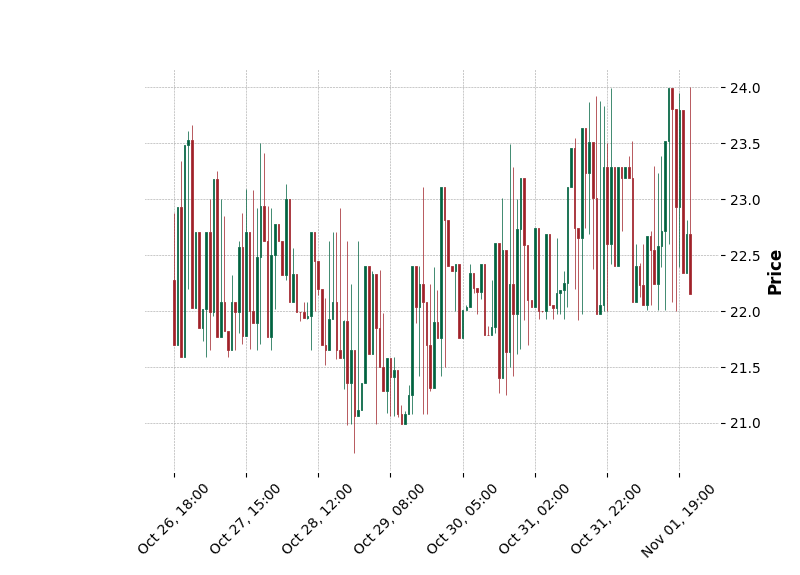 24.0
23.5
23.0
22.5
22.0
21.5
21.0
Price
Oct 26, 18:00
Oct 27, 15:00
Oct 28, 12:00
Oct 29, 08:00
Oct 30, 05:00
Oct 31, 02:00
Oct 31, 22:00
Nov 01, 19:00